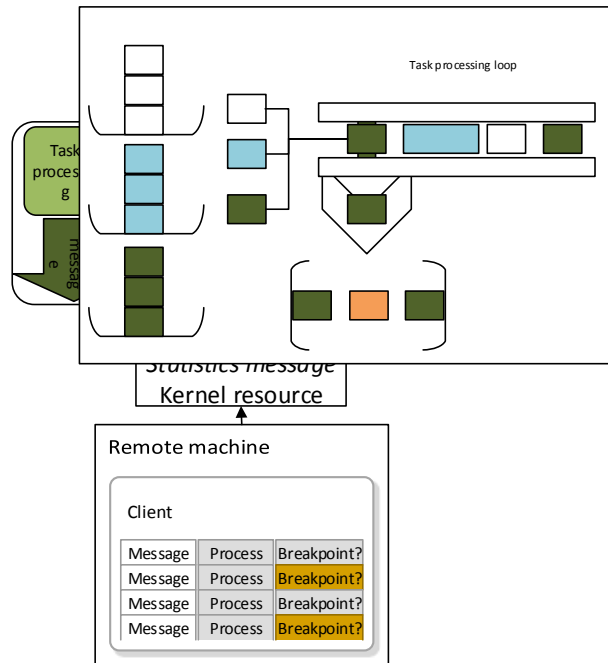 Task processing loop
Task
process
g
messag
e
Statistics message
Kernel resource
Remote machine
Client
Message Process Breakpoint?
Message Process Breakpoint?
Message Process Breakpoint?
Message Process Breakpoint?